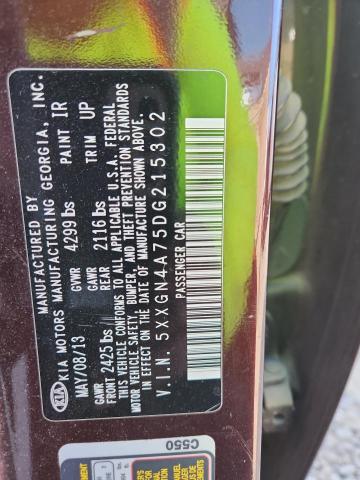 MANUFACTURED BY
KIA KIA MOTORS MANUFACTURING GEORGIA, INC.
MAY/08/13 GVWR 4299 lbs PAINT IR
GAWR FRONT 2425 lbs GAWR REAR 2116 lbs TRIM UP
THIS VEHICLE CONFORMS TO ALL APPLICABLE U.S.A. FEDERAL
MOTOR VEHICLE SAFETY, BUMPER, AND THEFT PREVENTION STANDARDS
IN EFFECT ON THE DATE OF MANUFACTURE SHOWN ABOVE.
V.I.N. 5XXGN4A75DG215302
PASSENGER CAR
C550